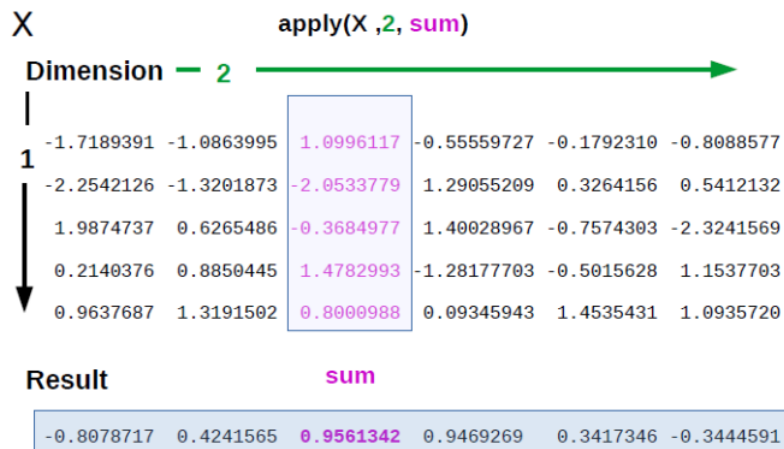 X apply(X ,2, sum)
Dimension 2
-1.7189391 -1.0863995 1.0996117 -0.55559727 -0.1792310 -0.8088577
1
-2.2542126 -1.3201873 -2.0533779 1.29055209 0.3264156 0.5412132
1.9874737 0.6265486 -0.3684977 1.40028967 -0.7574303 -2.3241569
0.2140376 0.8850445 1.4782993 -1.28177703 -0.5015628 1.1537703
0.9637687 1.3191502 0.8000988 0.09345943 1.4535431 1.0935720
Result sum
-0.8078717 0.4241565 0.9561342 0.9469269 0.3417346 -0.3444591